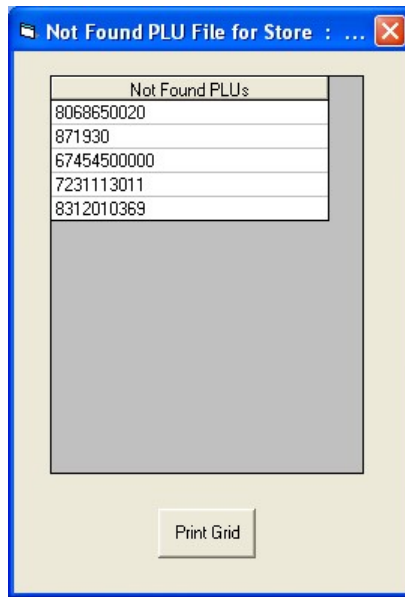 Not Found PLU File for Store : ...
Not Found PLUs
8068650020
871930
67454500000
7231113011
8312010369
Print Grid